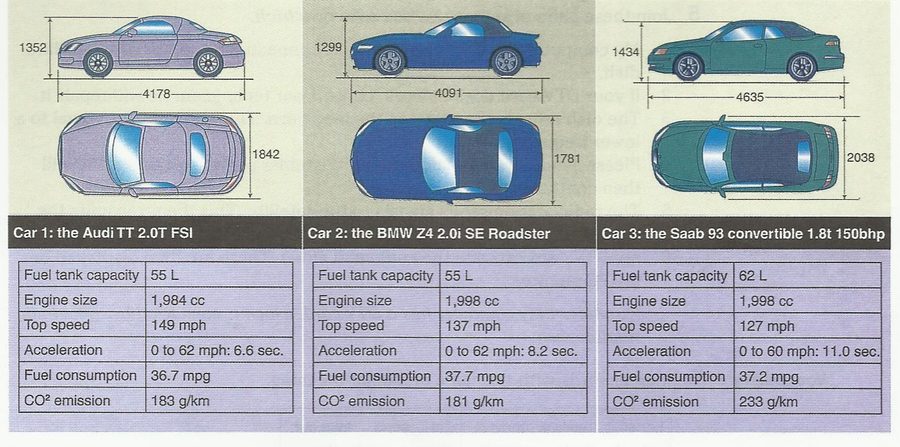 1352
4178
1842
1299
4091
1781
1434
4635
2038
Car 1: the Audi TT 2.0T FSI
Fuel tank capacity 55 L
Engine size 1,984 cc
Top speed 149 mph
Acceleration 0 to 62 mph: 6.6 sec.
Fuel consumption 36.7 mpg
CO² emission 183 g/km
Car 2: the BMW Z4 2.0i SE Roadster
Fuel tank capacity 55 L
Engine size 1,998 cc
Top speed 137 mph
Acceleration 0 to 62 mph: 8.2 sec.
Fuel consumption 37.7 mpg
CO² emission 181 g/km
Car 3: the Saab 93 convertible 1.8t 150bhp
Fuel tank capacity 62 L
Engine size 1,998 cc
Top speed 127 mph
Acceleration 0 to 60 mph: 11.0 sec.
Fuel consumption 37.2 mpg
CO² emission 233 g/km